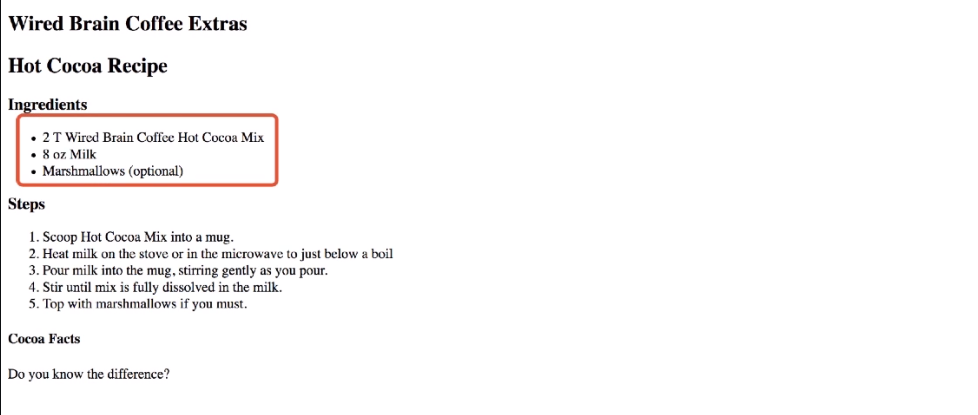 Wired Brain Coffee Extras
Hot Cocoa Recipe
Ingredients
• 2 T Wired Brain Coffee Hot Cocoa Mix
• 8 oz Milk
• Marshmallows (optional)
Steps
1. Scoop Hot Cocoa Mix into a mug.
2. Heat milk on the stove or in the microwave to just below a boil
3. Pour milk into the mug, stirring gently as you pour.
4. Stir until mix is fully dissolved in the milk.
5. Top with marshmallows if you must.
Cocoa Facts
Do you know the difference?